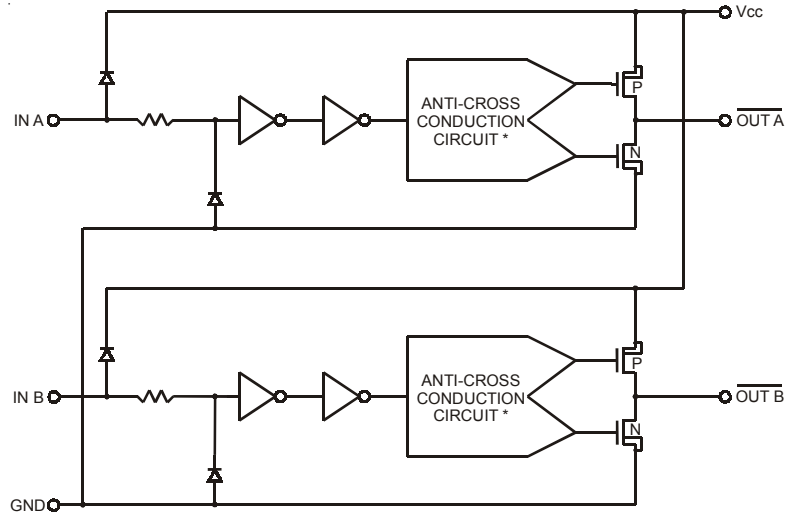 Vcc
IN A
ANTI-CROSS
CONDUCTION
CIRCUIT *
P
N
OUT A
IN B
ANTI-CROSS
CONDUCTION
CIRCUIT *
P
N
OUT B
GND